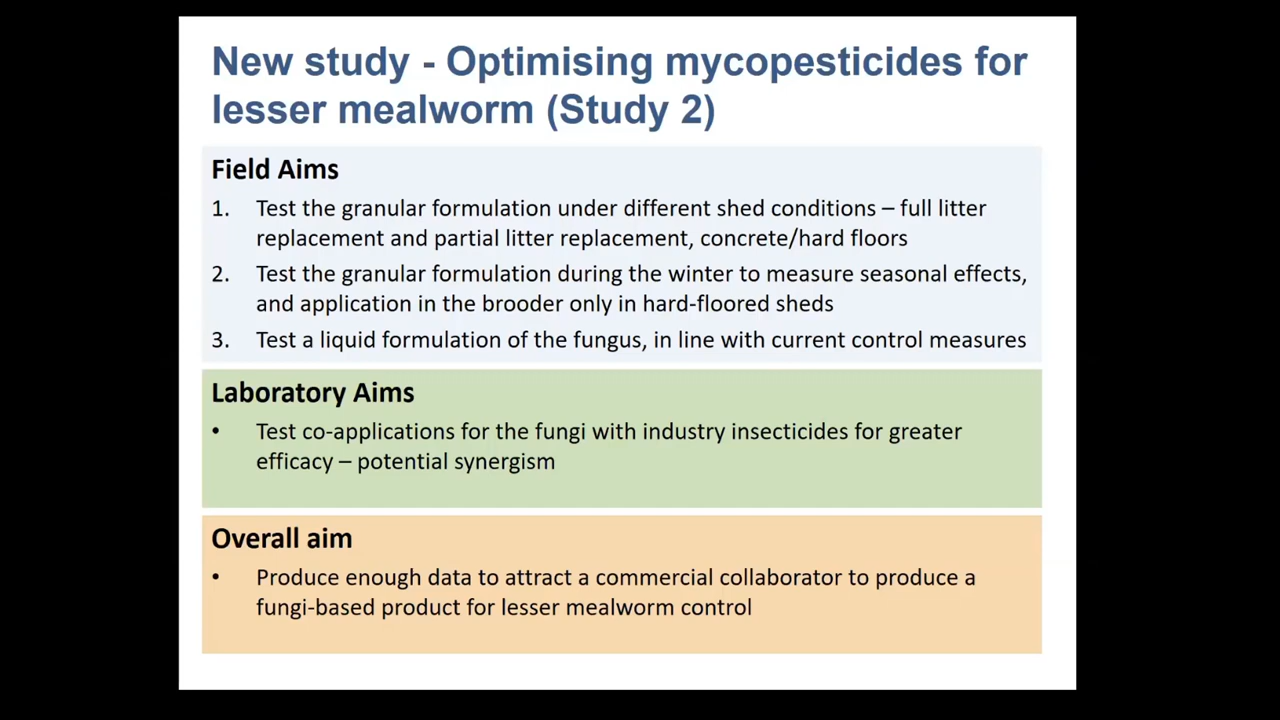 New study - Optimising mycopesticides for
lesser mealworm (Study 2)
Field Aims
1. Test the granular formulation under different shed conditions – full litter
replacement and partial litter replacement, concrete/hard floors
2. Test the granular formulation during the winter to measure seasonal effects,
and application in the brooder only in hard-floored sheds
3. Test a liquid formulation of the fungus, in line with current control measures
Laboratory Aims
• Test co-applications for the fungi with industry insecticides for greater
efficacy – potential synergism
Overall aim
• Produce enough data to attract a commercial collaborator to produce a
fungi-based product for lesser mealworm control